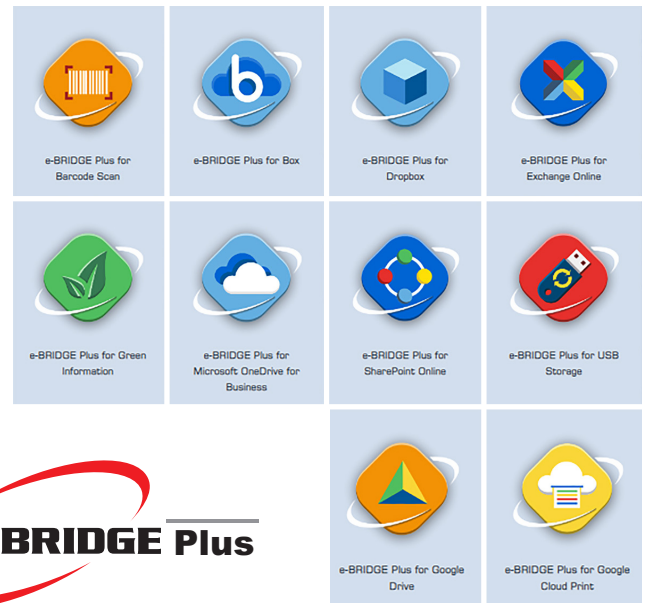 e-BRIDGE Plus for
Barcode Scan
e-BRIDGE Plus for Box
e-BRIDGE Plus for
Dropbox
e-BRIDGE Plus for
Exchange Online
e-BRIDGE Plus for Green
Information
e-BRIDGE Plus for
Microsoft OneDrive for
Business
e-BRIDGE Plus for
SharePoint Online
e-BRIDGE Plus for USB
Storage
BRIDGE Plus
e-BRIDGE Plus for Google
Drive
e-BRIDGE Plus for Google
Cloud Print